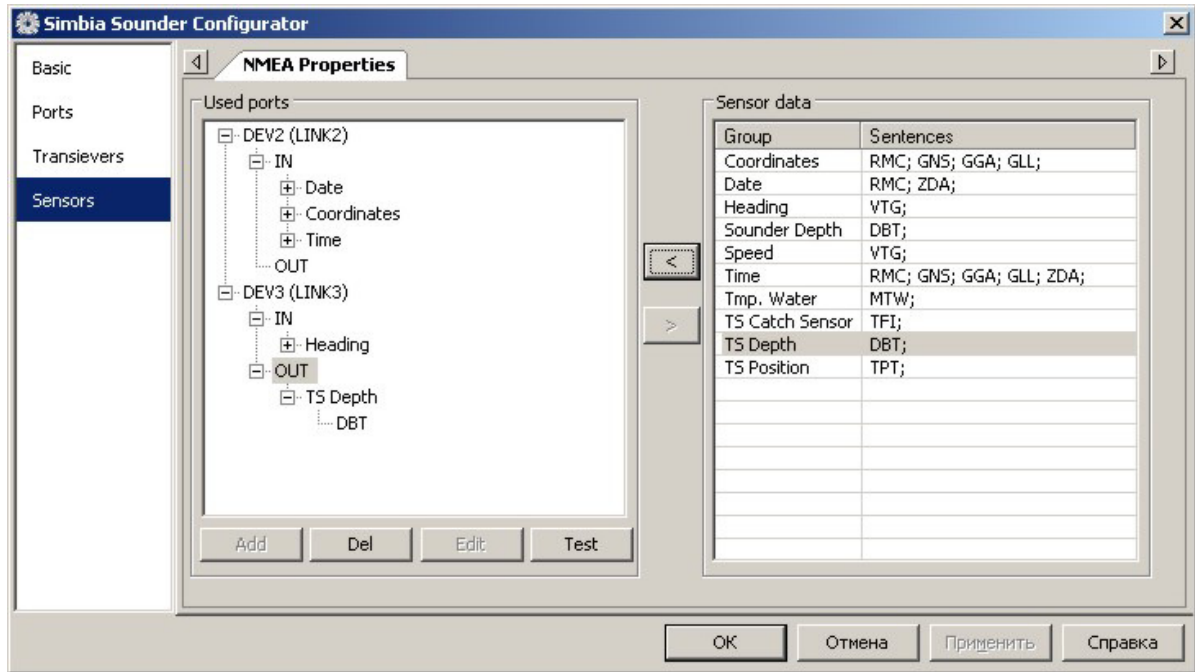 Simbia Sounder Configurator
Basic
Ports
Transievers
Sensors
NMEA Properties
Used ports
DEV2 (LINK2)
IN
Date
Coordinates
Time
OUT
DEV3 (LINK3)
IN
Heading
OUT
TS Depth
DBT
Add Del Edit Test
<
>
Sensor data
Group Sentences
Coordinates RMC; GNS; GGA; GLL;
Date RMC; ZDA;
Heading VTG;
Sounder Depth DBT;
Speed VTG;
Time RMC; GNS; GGA; GLL; ZDA;
Tmp. Water MTW;
TS Catch Sensor TFI;
TS Depth DBT;
TS Position TPT;
OK Отмена Применить Справка